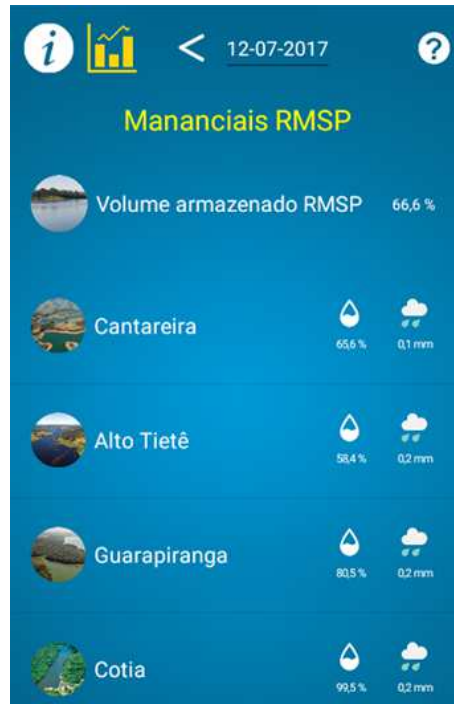 i 12-07-2017 ?
Mananciais RMSP
Volume armazenado RMSP 66,6 %
Cantareira 65,6 % 0,1 mm
Alto Tietê 58,4 % 0,2 mm
Guarapiranga 80,5 % 0,2 mm
Cotia 99,5 % 0,2 mm